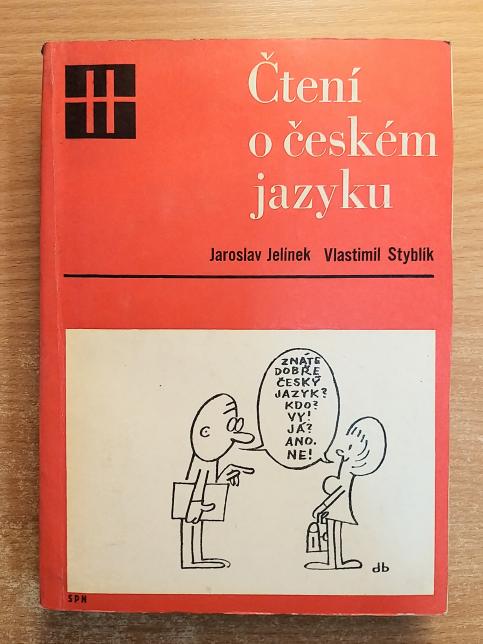 Čtení
o českém
jazyku
Jaroslav Jelínek Vlastimil Styblík
ZNÁTE
DOBŘE
ČESKÝ
JAZYK?
KDO?
VY!
JÁ?
ANO.
NE!
db
SPN